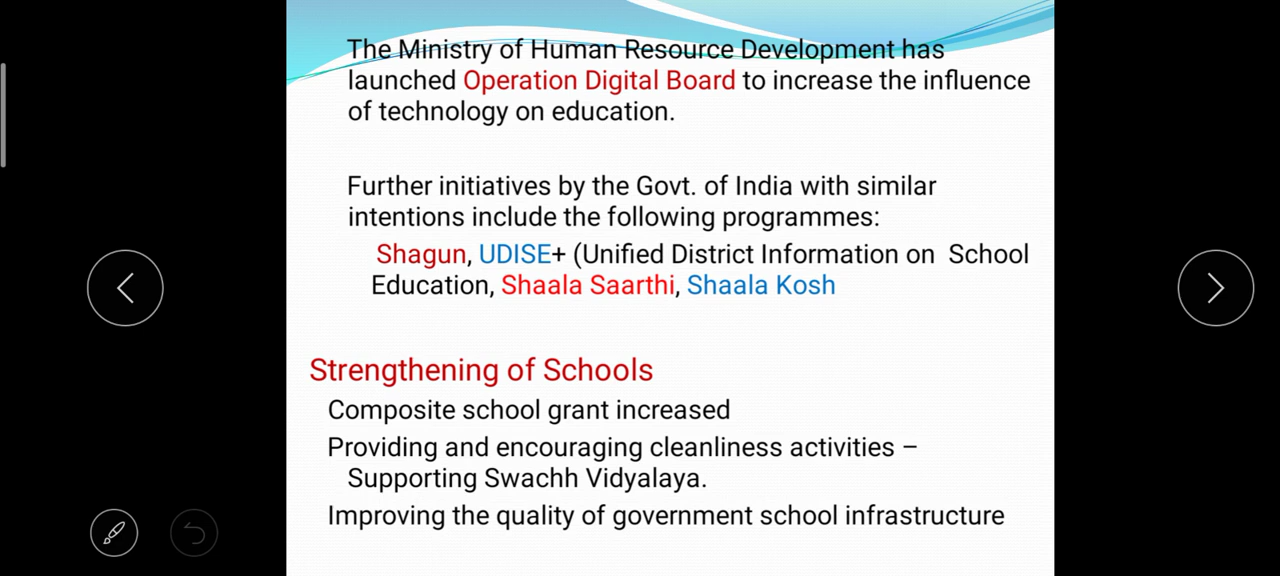 The Ministry of Human Resource Development has
launched Operation Digital Board to increase the influence
of technology on education.
Further initiatives by the Govt. of India with similar
intentions include the following programmes:
Shagun, UDISE+ (Unified District Information on School
Education, Shaala Saarthi, Shaala Kosh
Strengthening of Schools
Composite school grant increased
Providing and encouraging cleanliness activities –
Supporting Swachh Vidyalaya.
Improving the quality of government school infrastructure